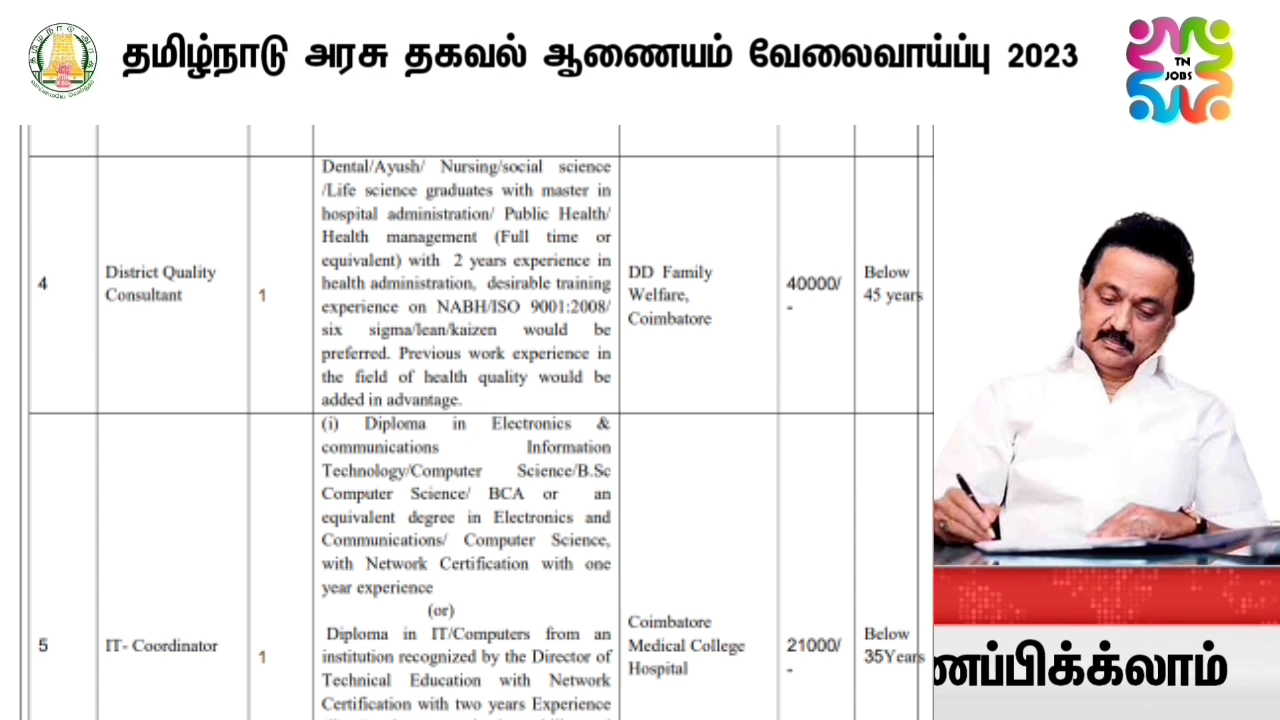 தமிழ்நாடு அரசு தகவல் ஆணையம் வேலைவாய்ப்பு 2023
TN
JOBS
4
District Quality
Consultant
1
Dental/Ayush/ Nursing/social science
/Life science graduates with master in
hospital administration/ Public Health/
Health management (Full time or
equivalent) with 2 years experience in
health administration, desirable training
experience on NABH/ISO 9001:2008/
six sigma/lean/kaizen would be
preferred. Previous work experience in
the field of health quality would be
added in advantage.
DD Family
Welfare,
Coimbatore
40000/
-
Below
45 years
5
IT- Coordinator
1
(i) Diploma in Electronics &
communications Information
Technology/Computer Science/B.Sc
Computer Science/ BCA or an
equivalent degree in Electronics and
Communications/ Computer Science,
with Network Certification with one
year experience
(or)
Diploma in IT/Computers from an
institution recognized by the Director of
Technical Education with Network
Certification with two years Experience
Coimbatore
Medical College
Hospital
21000/
-
Below
35Years
ணப்பிக்க்லாம்